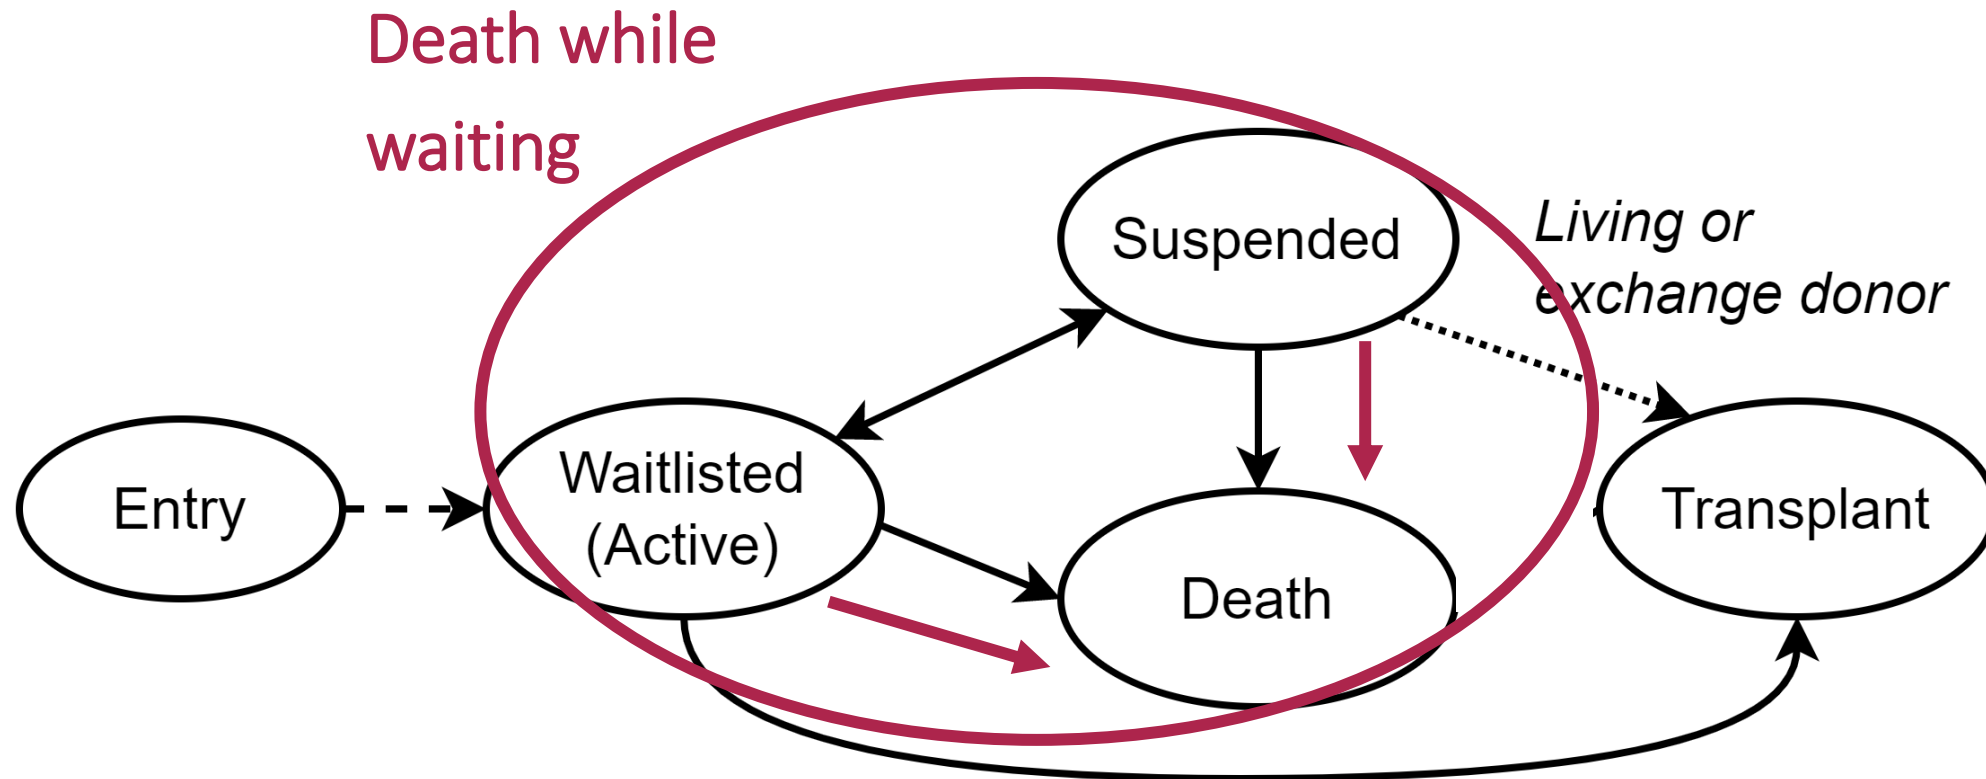 Death while
waiting
Suspended
Living or
exchange donor
Entry
Waitlisted
(Active)
Death
Transplant